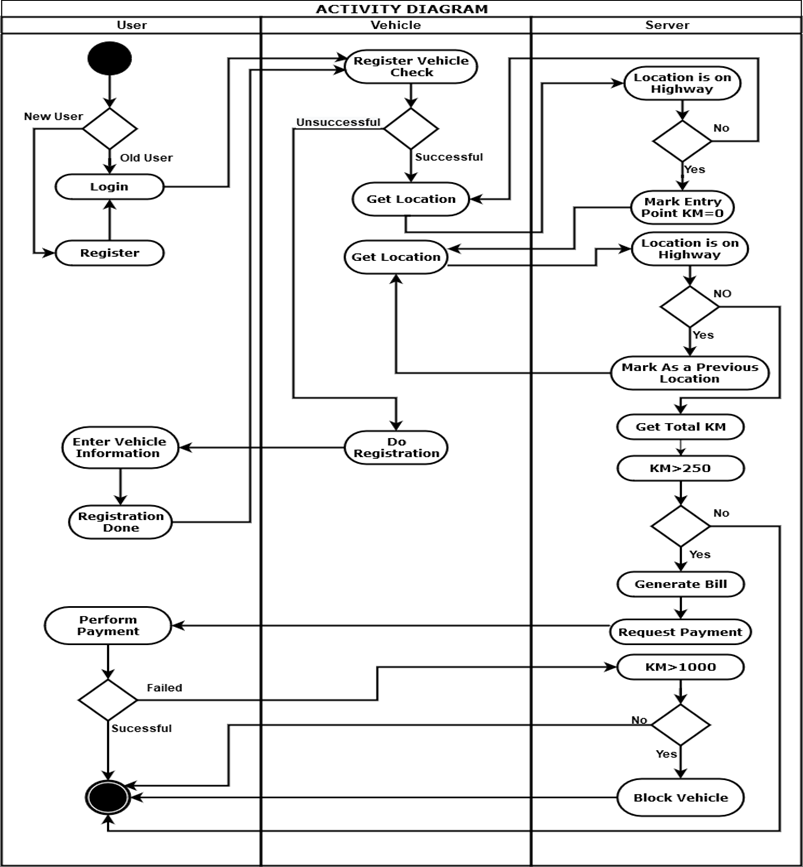 ACTIVITY DIAGRAM
User
Vehicle
Server
New User
Old User
Login
Register
Register Vehicle
Check
Unsuccessful
Successful
Get Location
Location is on
Highway
No
Yes
Mark Entry
Point KM=0
Get Location
Location is on
Highway
NO
Yes
Mark As a Previous
Location
Get Total KM
KM>250
No
Yes
Generate Bill
Request Payment
Do
Registration
Enter Vehicle
Information
Registration
Done
Perform
Payment
Failed
Sucessful
KM>1000
No
Yes
Block Vehicle